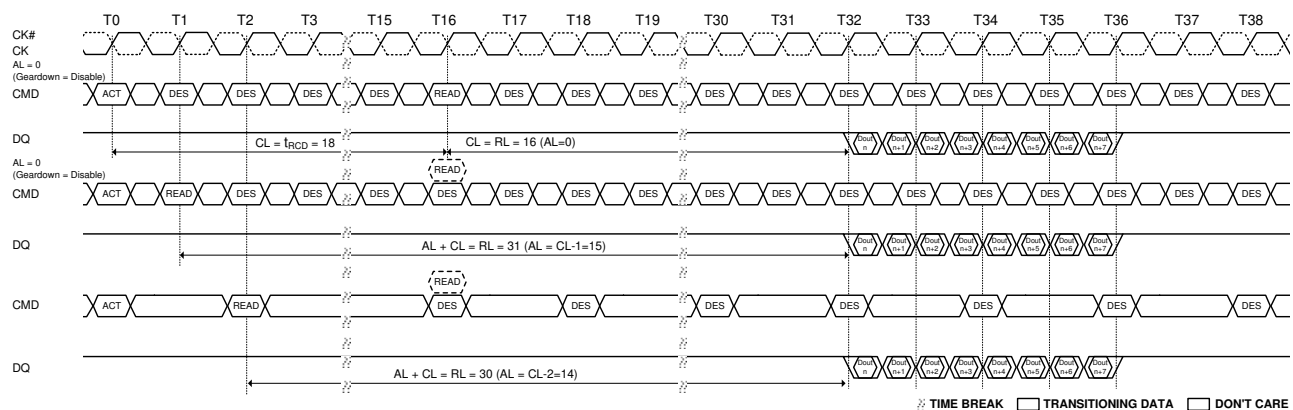 T0 T1 T2 T3 T15 T16 T17 T18 T19 T30 T31 T32 T33 T34 T35 T36 T37 T38
CK#
CK
AL = 0
(Geardown = Disable)
CMD ACT DES DES DES DES READ DES DES DES DES DES DES DES DES DES DES DES DES
DQ CL = tRCD = 18 CL = RL = 16 (AL=0) Dout n Dout n+1 Dout n+2 Dout n+3 Dout n+4 Dout n+5 Dout n+6 Dout n+7
AL = 0
(Geardown = Disable)
READ
CMD ACT READ DES DES DES DES DES DES DES DES DES DES DES DES DES DES DES DES
DQ AL + CL = RL = 31 (AL = CL-1=15) Dout n Dout n+1 Dout n+2 Dout n+3 Dout n+4 Dout n+5 Dout n+6 Dout n+7
READ
CMD ACT READ DES DES DES DES DES DES DES
DQ AL + CL = RL = 30 (AL = CL-2=14) Dout n Dout n+1 Dout n+2 Dout n+3 Dout n+4 Dout n+5 Dout n+6 Dout n+7
TIME BREAK TRANSITIONING DATA DON'T CARE